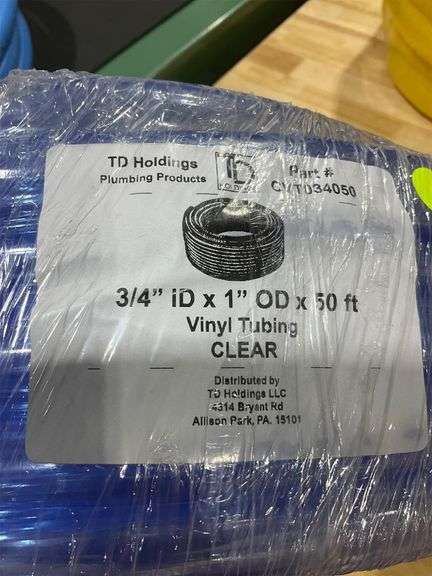 TD Holdings
Plumbing Products
Part #
CVT034050
3/4” ID x 1” OD x 50 ft
Vinyl Tubing
CLEAR
Distributed by
TD Holdings LLC
4314 Bryant Rd
Allison Park, PA. 15101